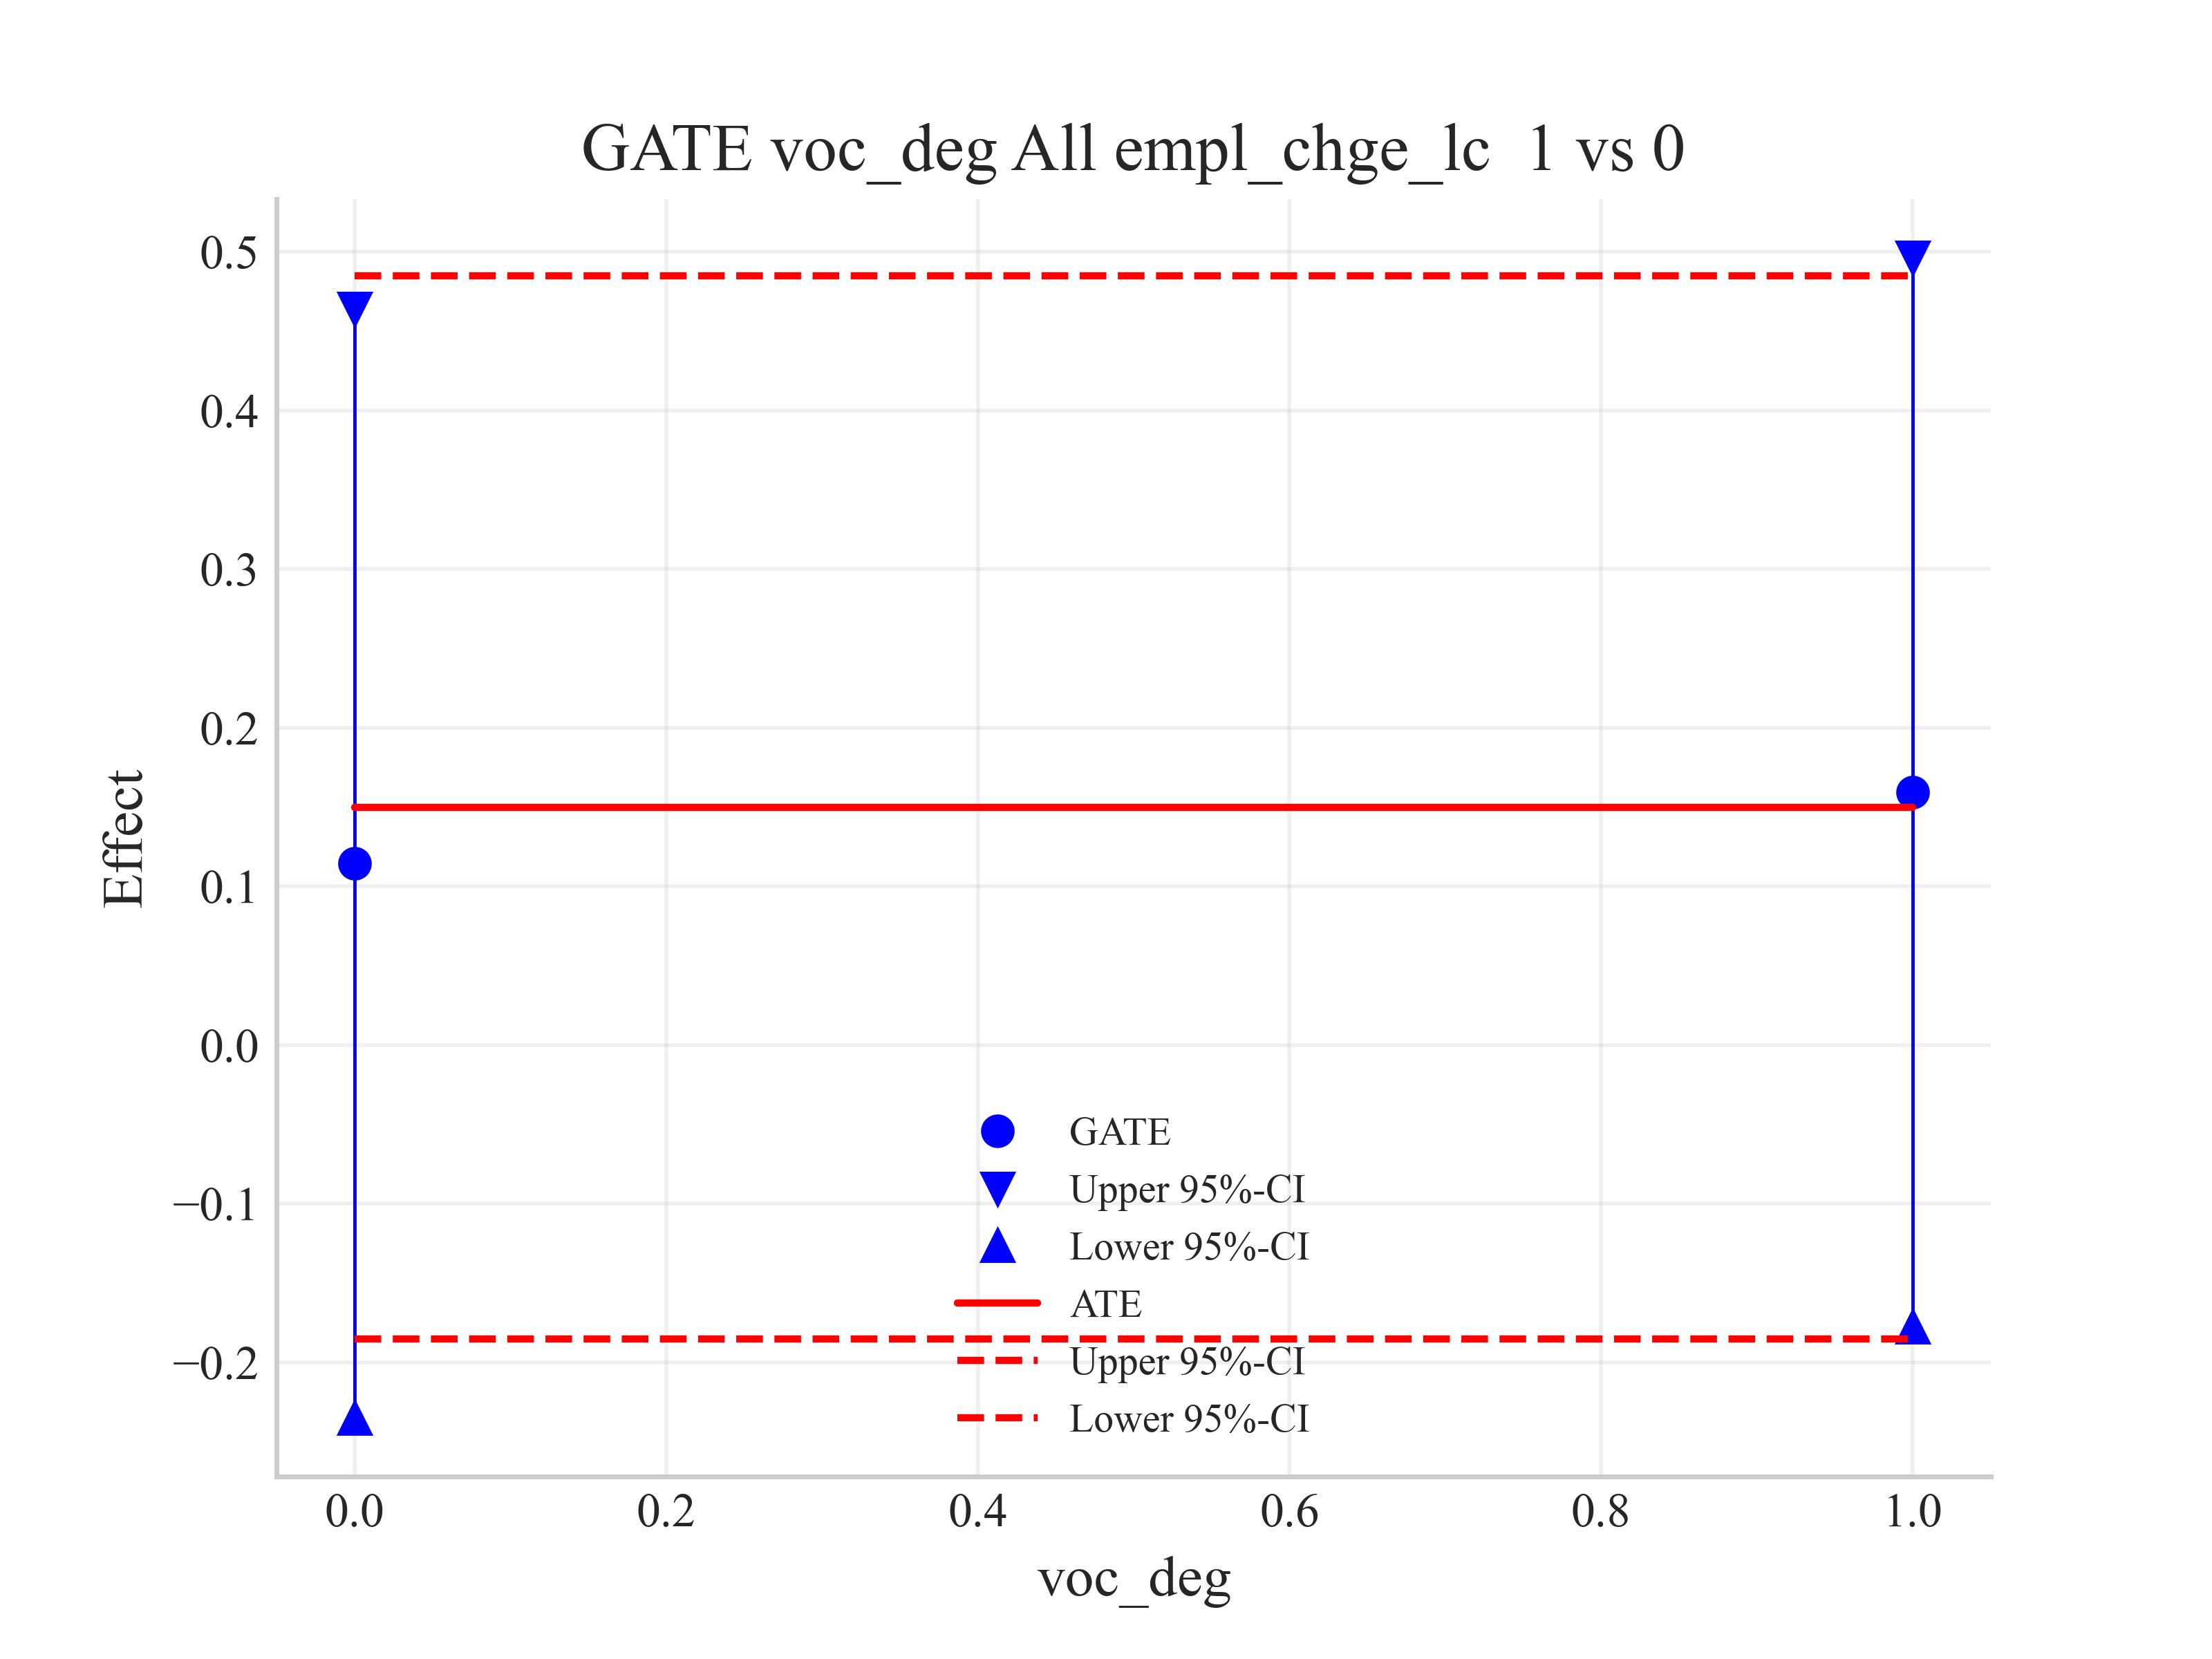 GATE voc_deg All empl_chge_lc  1 vs 0
Effect
0.5
0.4
0.3
0.2
0.1
0.0
−0.1
−0.2
GATE
Upper 95%-CI
Lower 95%-CI
ATE
Upper 95%-CI
Lower 95%-CI
0.0 0.2 0.4 0.6 0.8 1.0
voc_deg